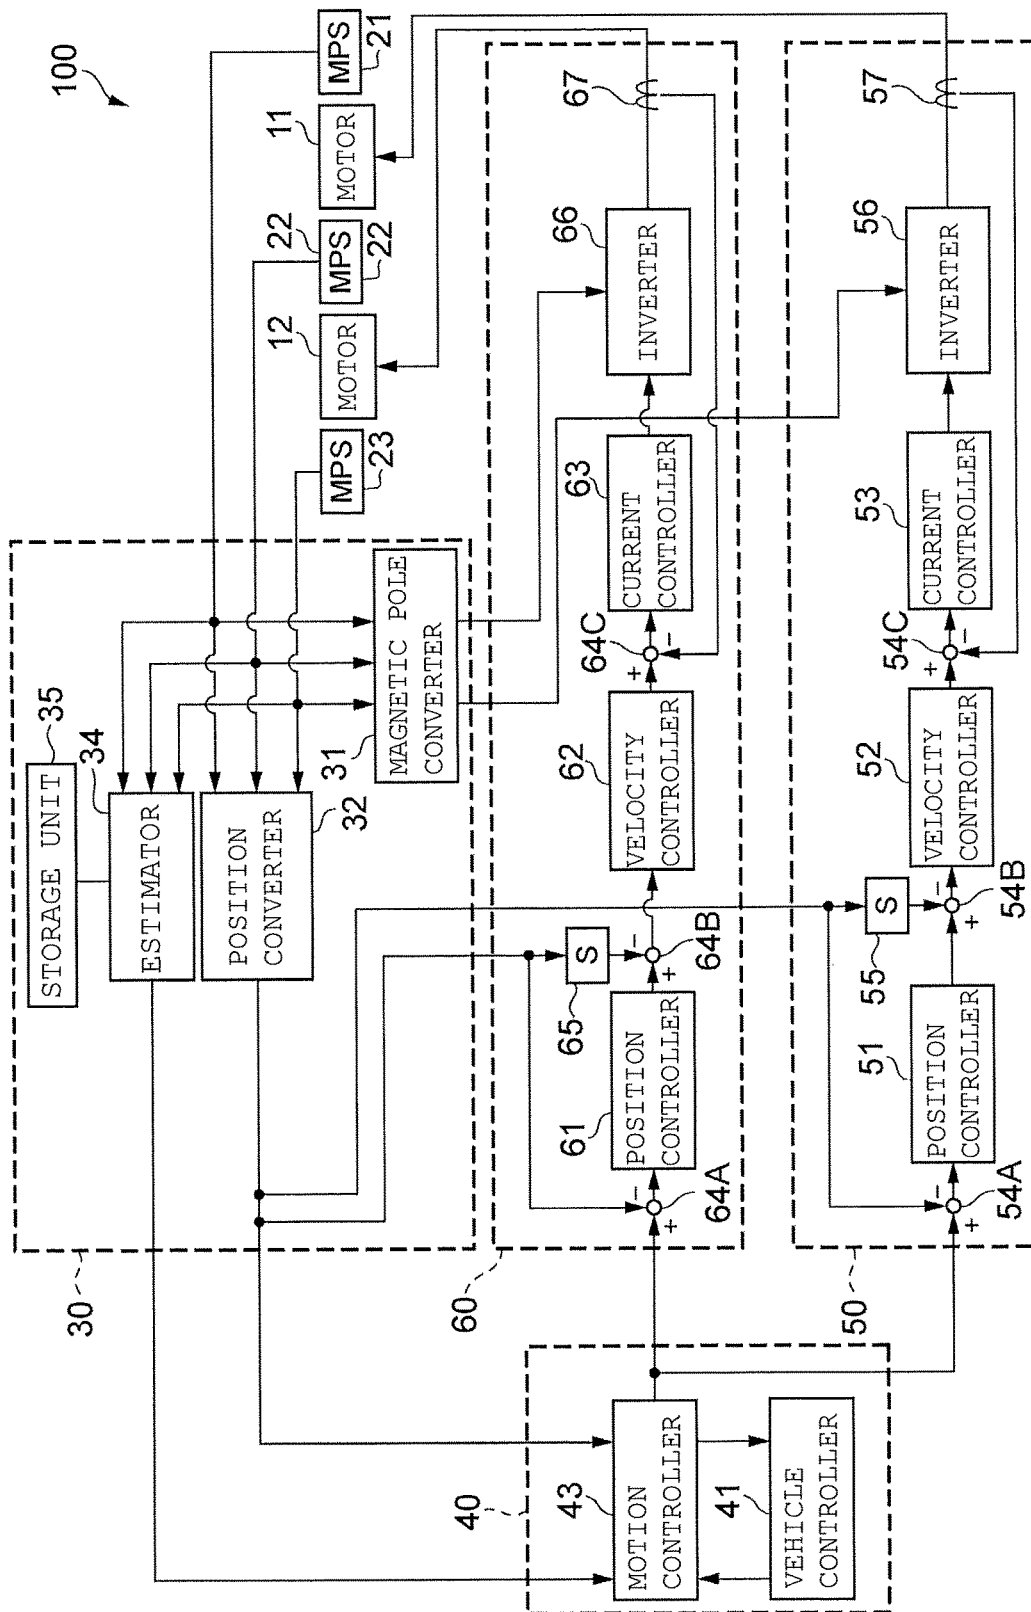 100
MPS
21
11
MOTOR
22
MPS
22
12
MOTOR
MPS
23
30
35
STORAGE UNIT
34
ESTIMATOR
POSITION
CONVERTER
32
31
MAGNETIC POLE
CONVERTER
40
43
MOTION
CONTROLLER
41
VEHICLE
CONTROLLER
60
+
−
64A
61
POSITION
CONTROLLER
65
S
+
−
64B
62
VELOCITY
CONTROLLER
+
−
64C
63
CURRENT
CONTROLLER
66
INVERTER
67
50
+
−
54A
51
POSITION
CONTROLLER
55
S
+
−
54B
52
VELOCITY
CONTROLLER
+
−
54C
53
CURRENT
CONTROLLER
56
INVERTER
57